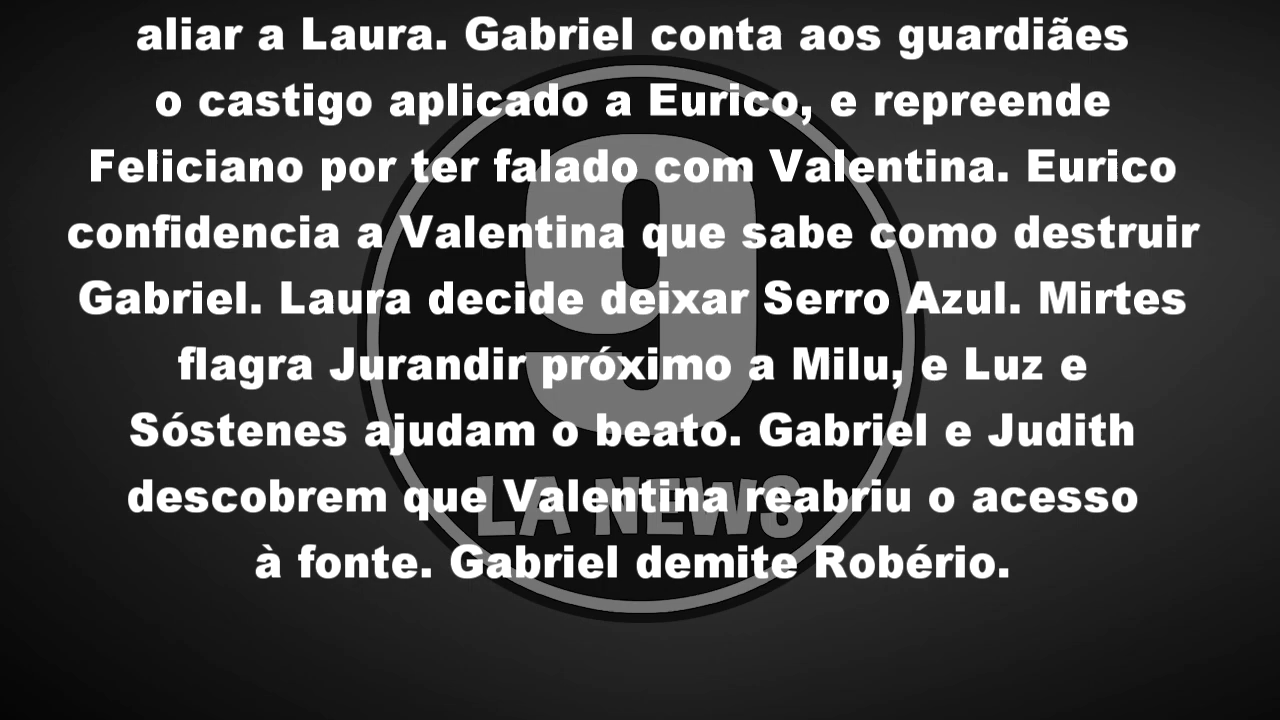 aliar a Laura. Gabriel conta aos guardiães
o castigo aplicado a Eurico, e repreende
Feliciano por ter falado com Valentina. Eurico
confidencia a Valentina que sabe como destruir
Gabriel. Laura decide deixar Serro Azul. Mirtes
flagra Jurandir próximo a Milu, e Luz e
Sóstenes ajudam o beato. Gabriel e Judith
descobrem que Valentina reabriu o acesso
à fonte. Gabriel demite Robério.
9
LA NEWS